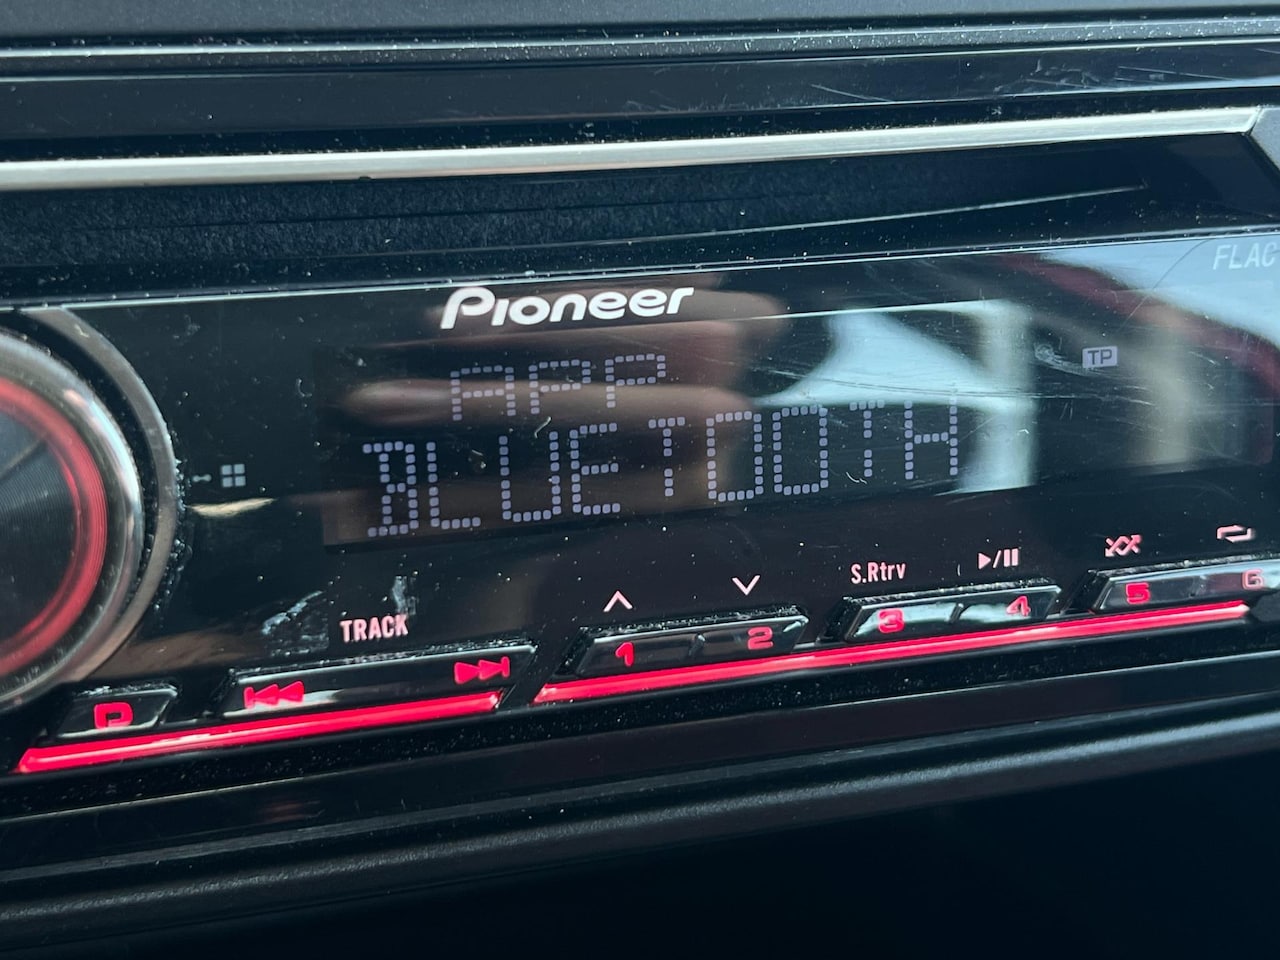 FLAC
Pioneer
TP
APP
BLUETOOTH
TRACK
S.Rtrv
1 2 3 4 5 6